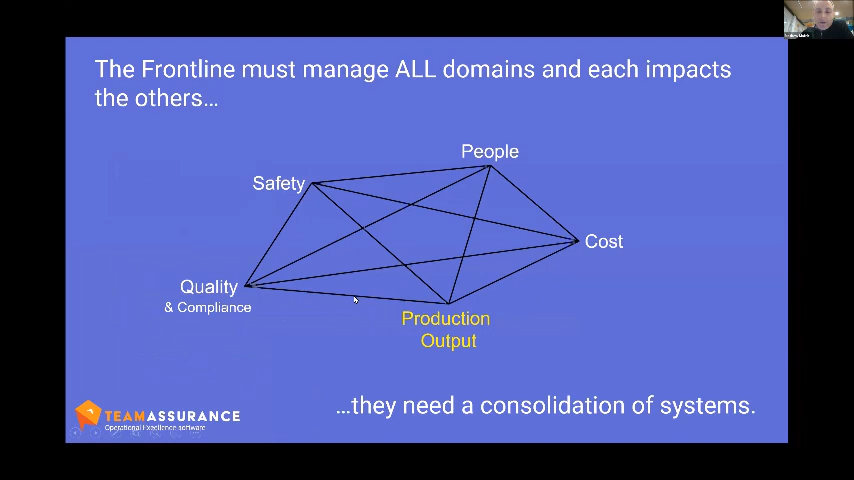 The Frontline must manage ALL domains and each impacts
the others...
People
Safety
Cost
Quality
& Compliance
Production
Output
...they need a consolidation of systems.
TEAMASSURANCE
Operational Excellence software